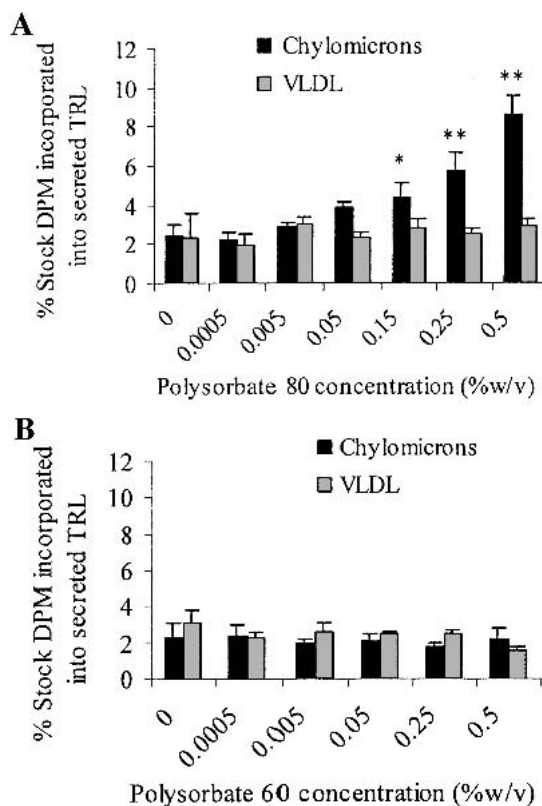 A
% Stock DPM incorporated
into secreted TRL
12
10
8
6
4
2
0
Chylomicrons
VLDL
*
**
**
0
0.0005
0.005
0.05
0.15
0.25
0.5
Polysorbate 80 concentration (%w/v)
B
% Stock DPM incorporated
into secreted TRL
12
10
8
6
4
2
0
Chylomicrons
VLDL
0
0.0005
0.005
0.05
0.25
0.5
Polysorbate 60 concentration (%w/v)